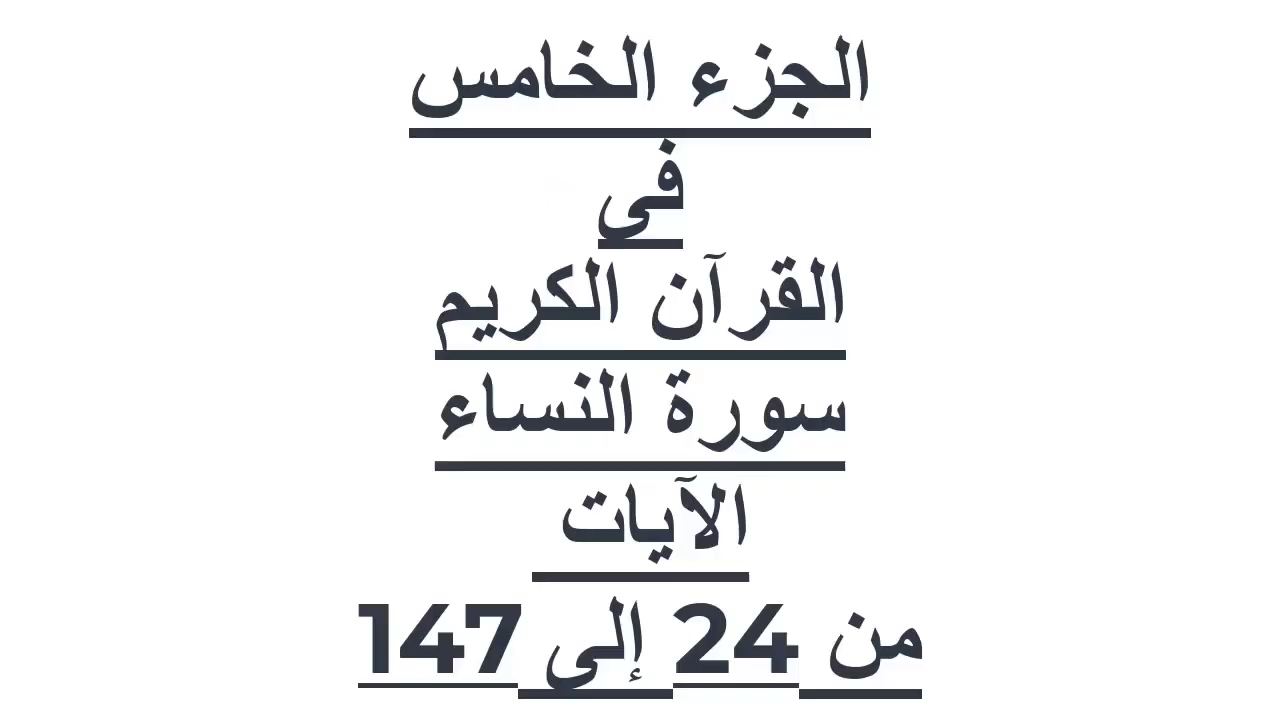 الجزء الخامس
في
القرآن الكريم
سورة النساء
الآيات
من 24 إلى 147